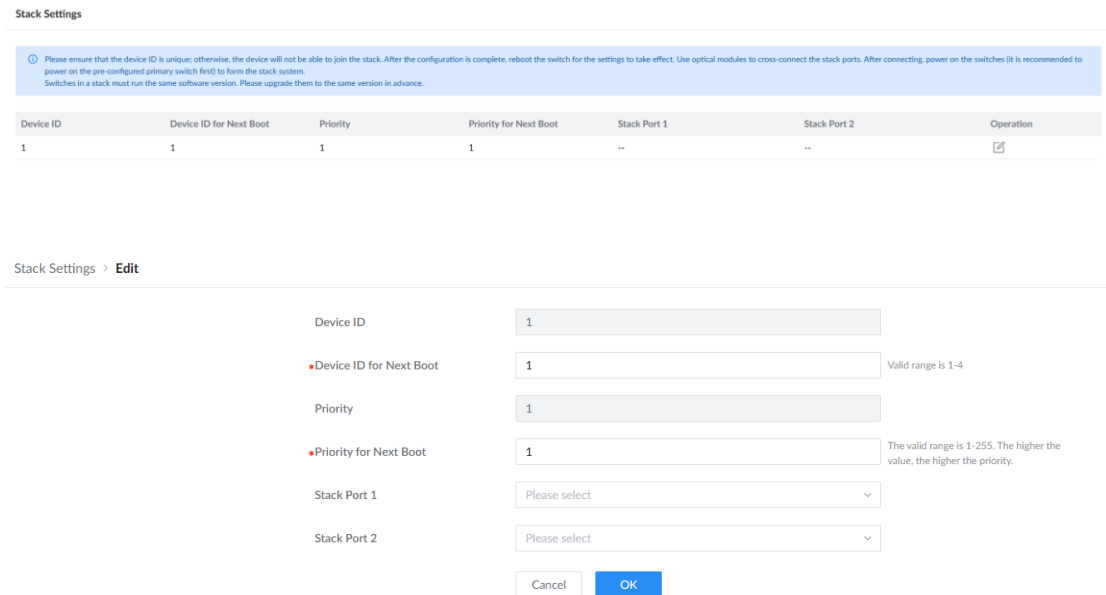 Stack Settings
Please ensure that the device ID is unique; otherwise, the device will not be able to join the stack. After the configuration is complete, reboot the switch for the settings to take effect. Use optical modules to cross-connect the stack ports. After connecting, power on the switches (it is recommended to
power on the pre-configured primary switch first) to form the stack system.
Switches in a stack must run the same software version. Please upgrade them to the same version in advance.
Device ID Device ID for Next Boot Priority Priority for Next Boot Stack Port 1 Stack Port 2 Operation
1 1 1 1 -- --
Stack Settings > Edit
Device ID 1
*Device ID for Next Boot 1 Valid range is 1-4
Priority 1
*Priority for Next Boot 1 The valid range is 1-255. The higher the
value, the higher the priority.
Stack Port 1 Please select
Stack Port 2 Please select
Cancel OK